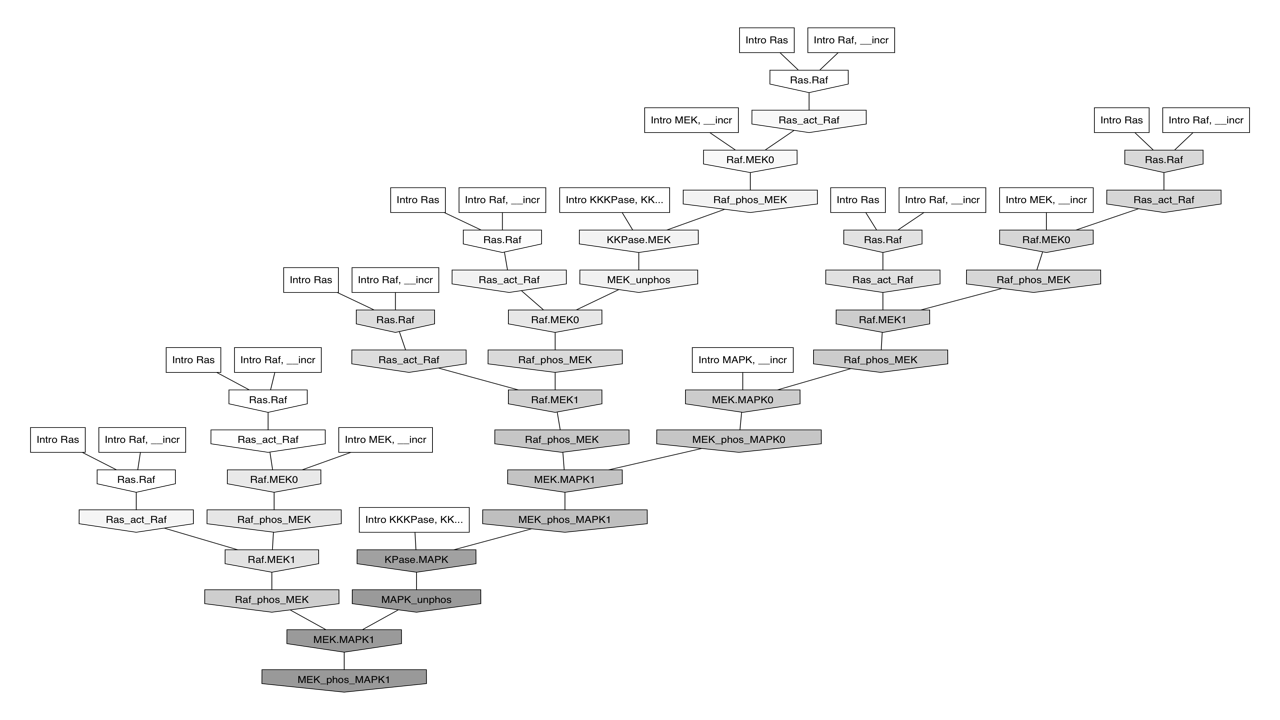 Intro Ras
Intro Raf, __incr
Ras.Raf
Intro MEK, __incr
Ras_act_Raf
Intro Ras
Intro Raf, __incr
Raf.MEK0
Ras.Raf
Intro Ras
Intro Raf, __incr
Intro KKKPase, KK...
Raf_phos_MEK
Intro Ras
Intro Raf, __incr
Intro MEK, __incr
Ras_act_Raf
Ras.Raf
KKPase.MEK
Ras.Raf
Raf.MEK0
Intro Ras
Intro Raf, __incr
Ras_act_Raf
MEK_unphos
Ras_act_Raf
Raf_phos_MEK
Ras.Raf
Raf.MEK0
Raf.MEK1
Intro Ras
Intro Raf, __incr
Ras_act_Raf
Raf_phos_MEK
Intro MAPK, __incr
Raf_phos_MEK
Ras.Raf
Raf.MEK1
MEK.MAPK0
Intro Ras
Intro Raf, __incr
Ras_act_Raf
Intro MEK, __incr
Raf_phos_MEK
MEK_phos_MAPK0
Ras.Raf
Raf.MEK0
MEK.MAPK1
Ras_act_Raf
Raf_phos_MEK
Intro KKKPase, KK...
MEK_phos_MAPK1
Raf.MEK1
KPase.MAPK
Raf_phos_MEK
MAPK_unphos
MEK.MAPK1
MEK_phos_MAPK1